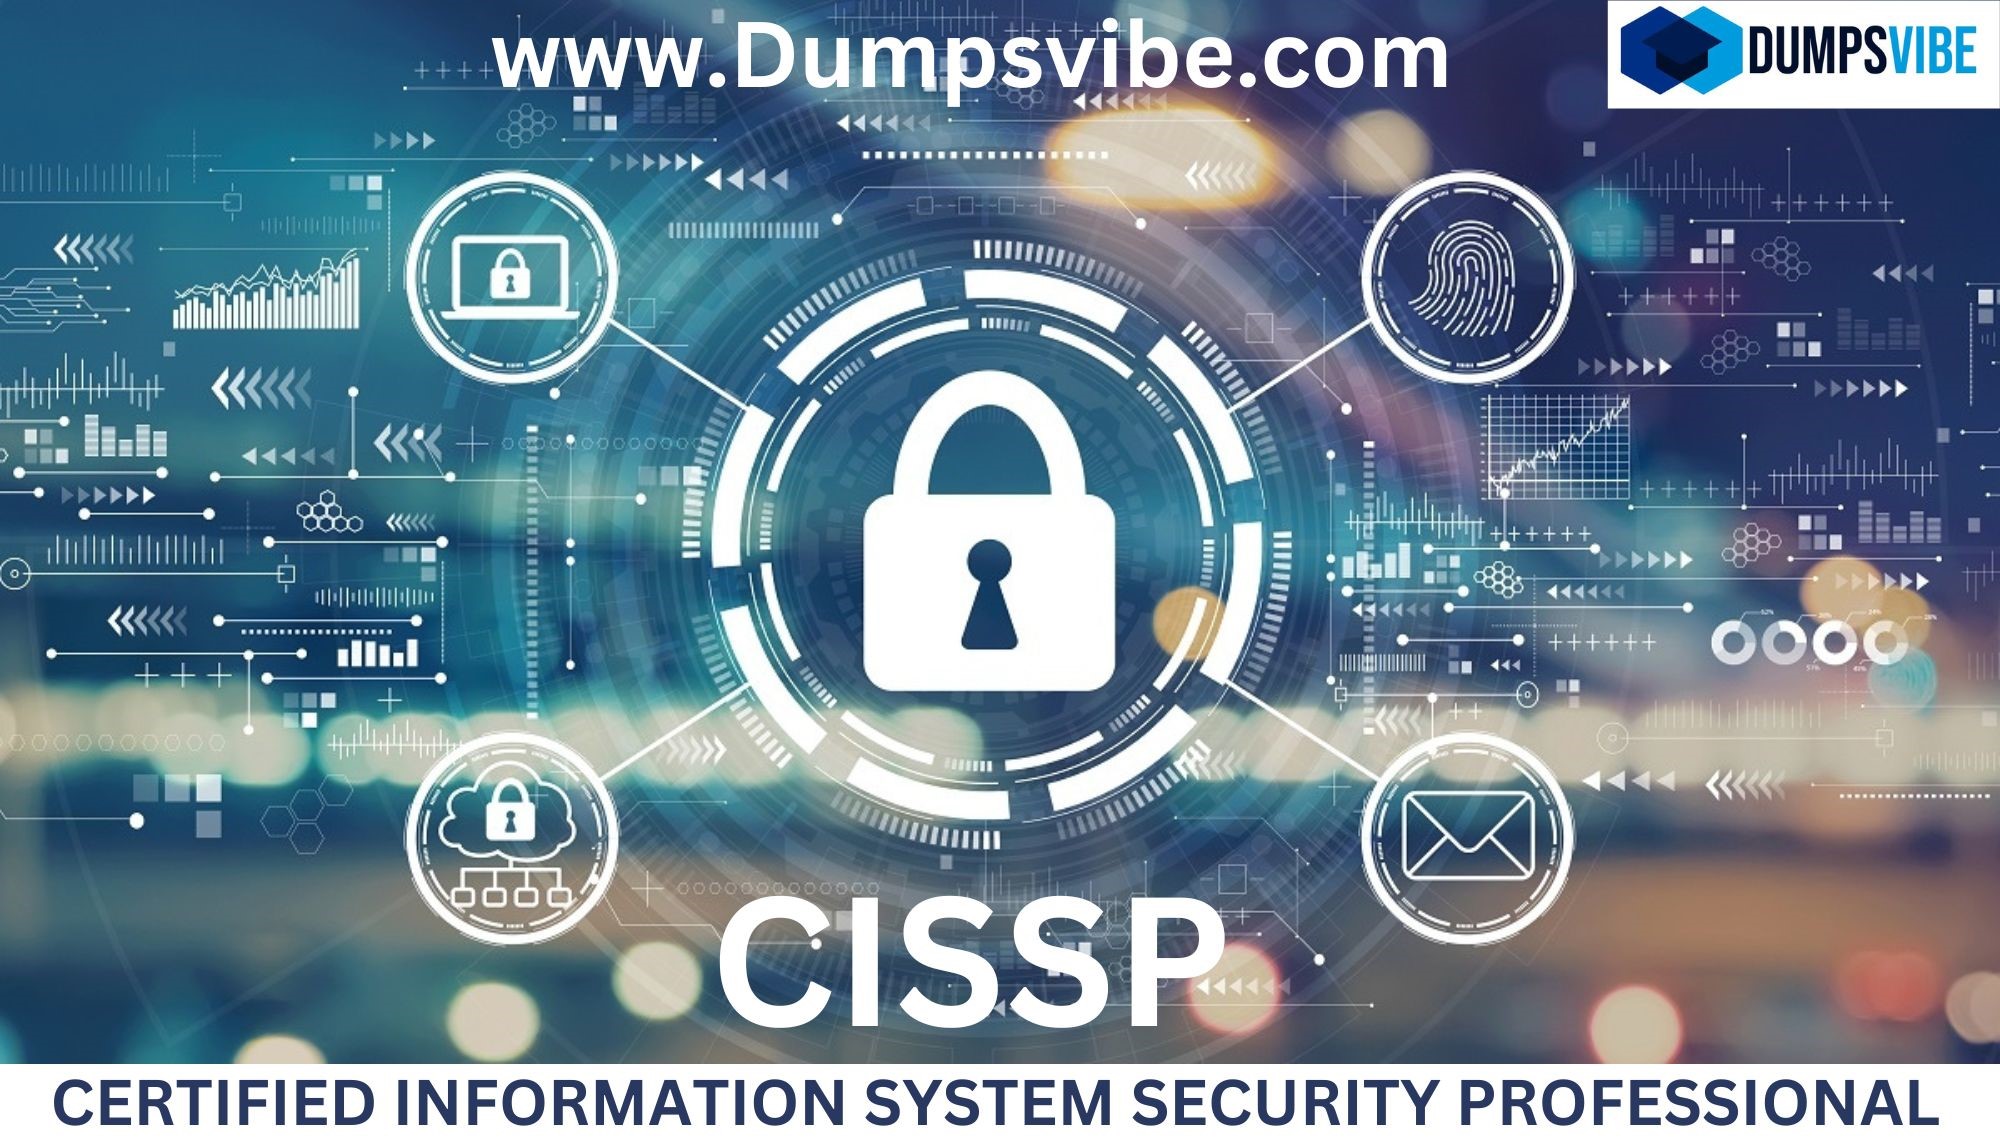 www.Dumpsvibe.com
DUMPSVIBE
CISSP
CERTIFIED INFORMATION SYSTEM SECURITY PROFESSIONAL